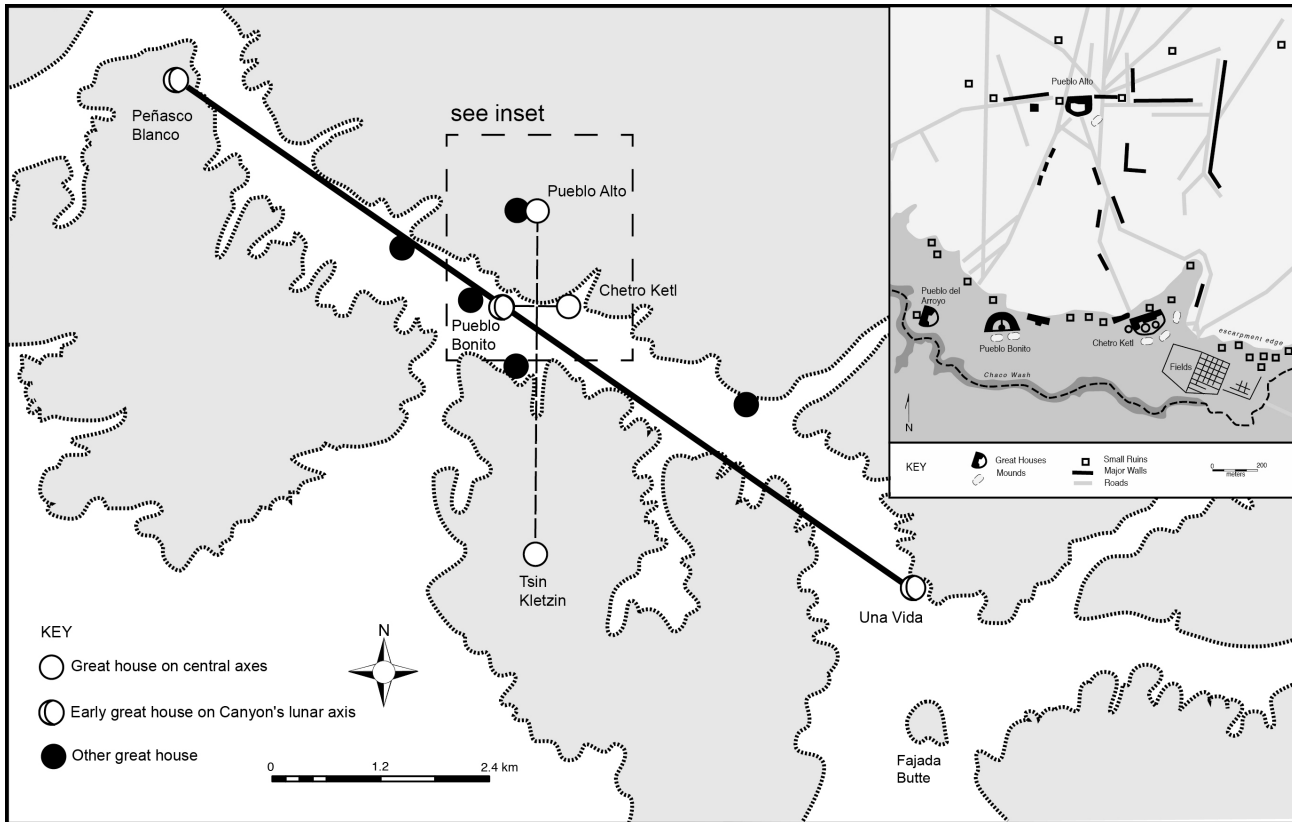 Peñasco
Blanco
see inset
Pueblo Alto
Chetro Ketl
Pueblo
Bonito
Tsin
Kletzin
Una Vida
Fajada
Butte
KEY
N
Great house on central axes
Early great house on Canyon's lunar axis
Other great house
0 1.2 2.4 km
Pueblo Alto
Pueblo del
Arroyo
Pueblo Bonito
Chetro Ketl
escarpment edge
Fields
Chaco Wash
N
KEY
Great Houses
Mounds
Small Ruins
Major Walls
Roads
0 200
meters